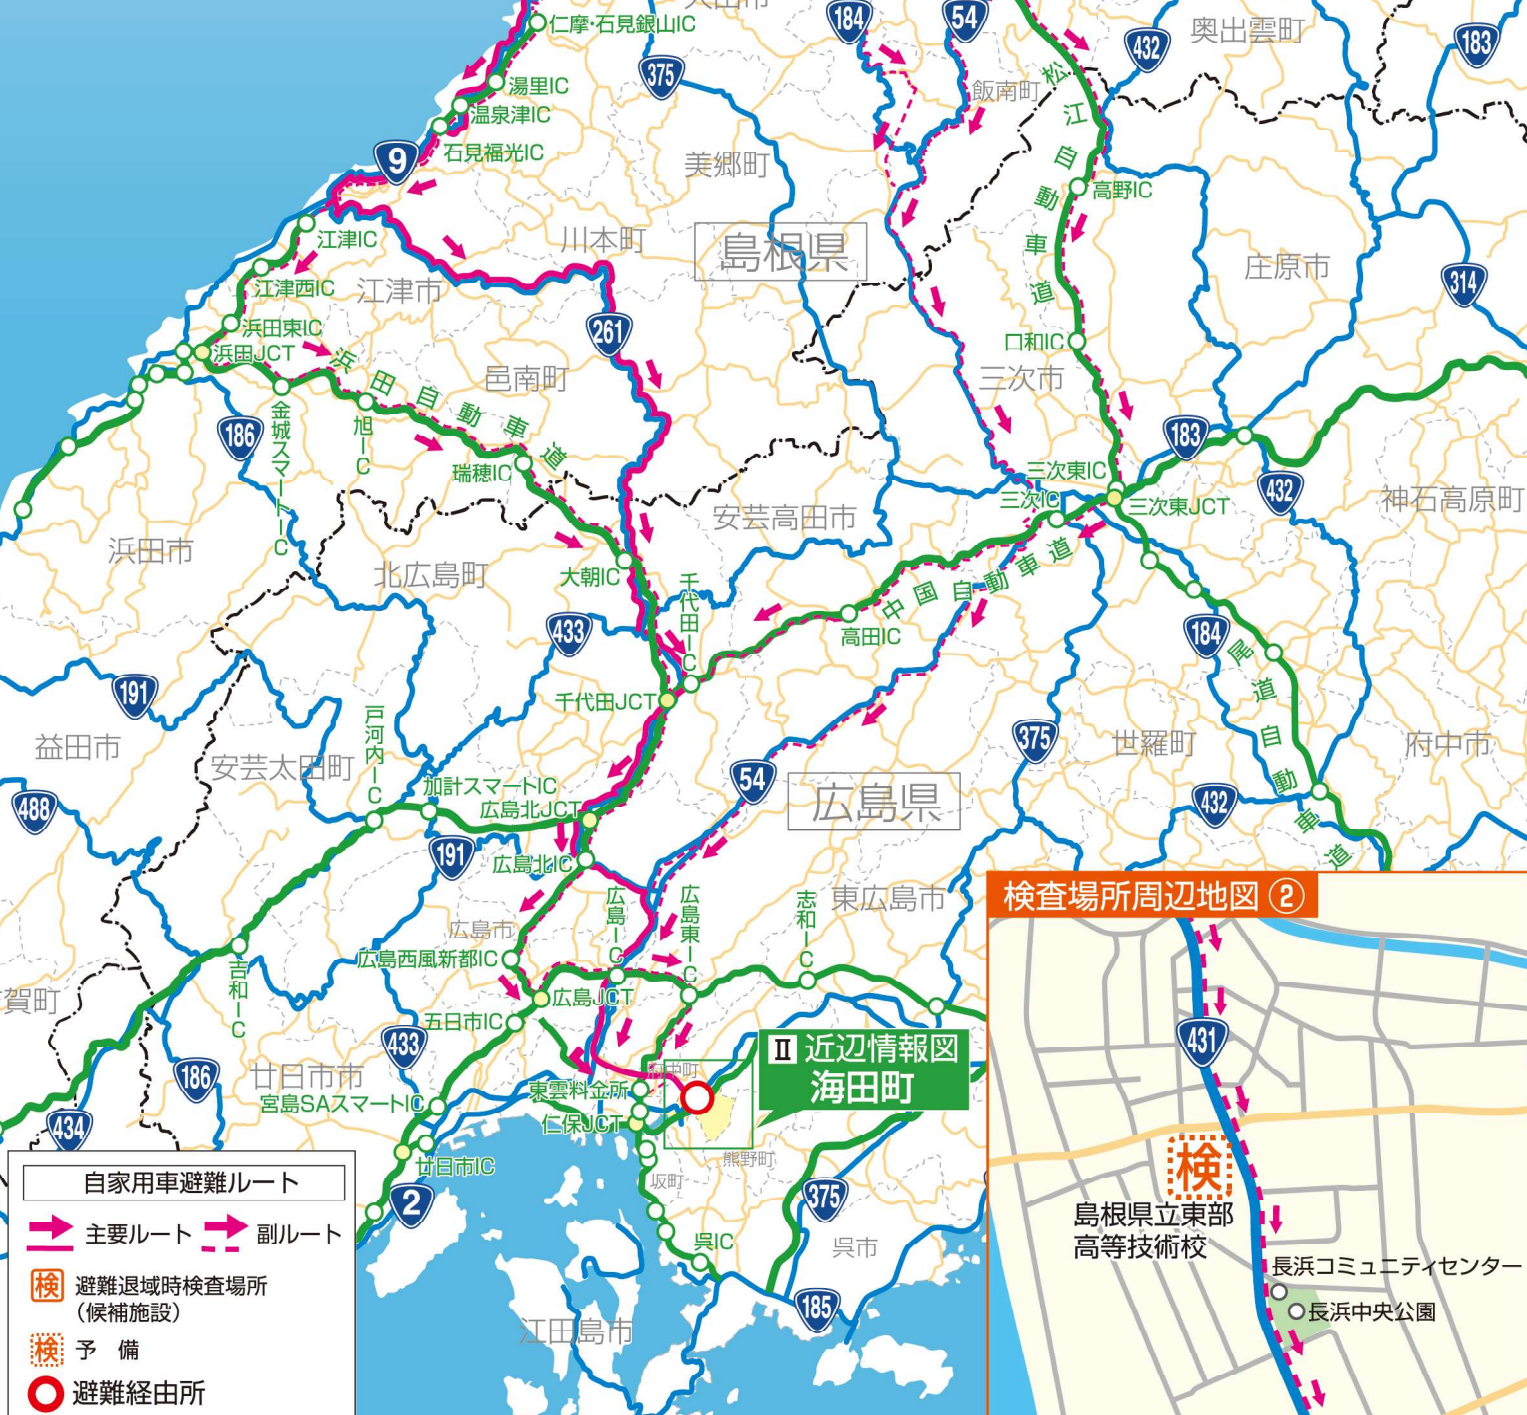 仁摩・石見銀山IC
184
54
432
奥出雲町
183
湯里IC
375
松江自動車道
飯南町
温泉津IC
石見福光IC
9
美郷町
高野IC
江津IC
川本町
島根県
庄原市
江津西IC
江津市
314
浜田東IC
261
口和IC
浜田JCT
浜田自動車道
邑南町
三次市
186
金城スマートIC
旭IC
183
瑞穂IC
三次東IC
三次IC
三次東JCT
432
神石高原町
浜田市
安芸高田市
北広島町
大朝IC
千代田IC
中国自動車道
433
高田IC
184
尾道自動車道
191
千代田JCT
益田市
戸河内IC
安芸太田町
375
世羅町
府中市
488
加計スマートIC
54
広島県
432
広島北JCT
191
広島北IC
広島IC
広島東IC
志和IC
東広島市
広島市
広島西風新都IC
吉和IC
賀町
広島JCT
五日市IC
433
186
廿日市市
府中町
Ⅱ 近辺情報図
海田町
東雲料金所
宮島SAスマートIC
仁保JCT
434
廿日市IC
熊野町
坂町
2
375
呉IC
呉市
185
江田島市
自家用車避難ルート
主要ルート 副ルート
検 避難退域時検査場所
(候補施設)
検 予 備
避難経由所
検査場所周辺地図 ②
431
検
島根県立東部
高等技術校
長浜コミュニティセンター
長浜中央公園